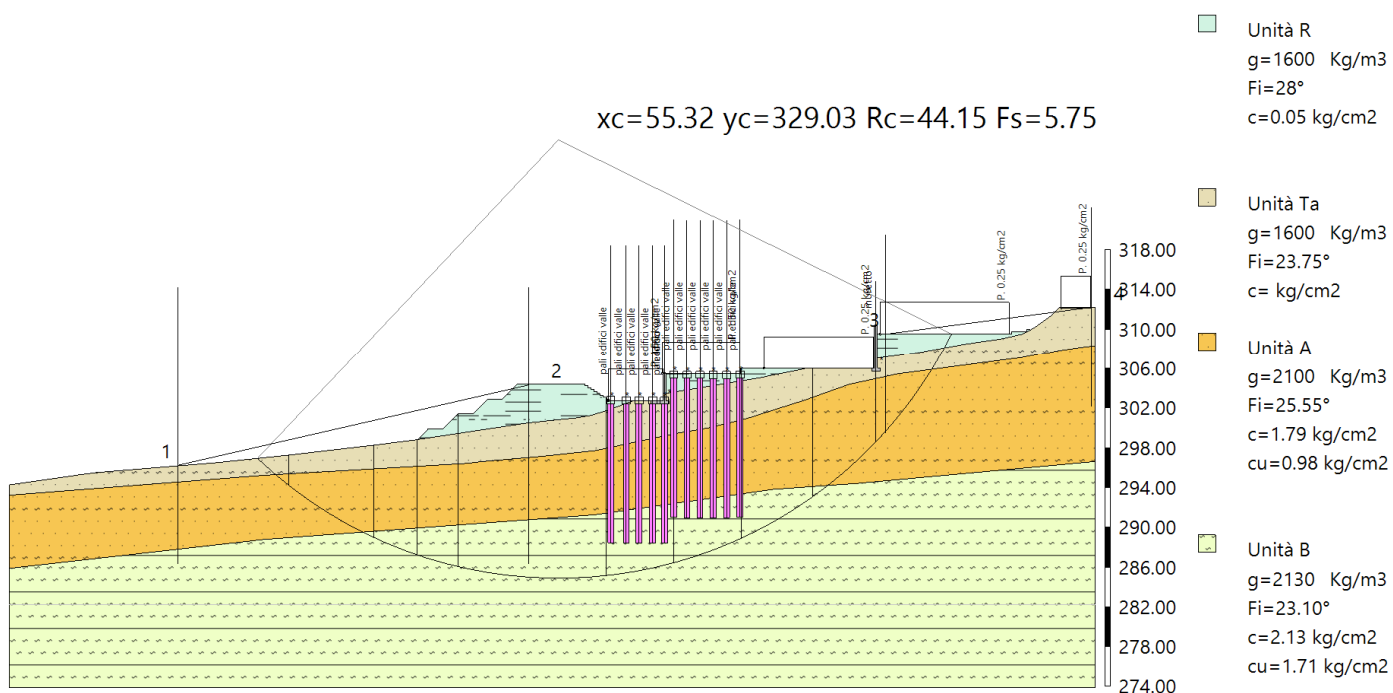 xc=55.32 yc=329.03 Rc=44.15 Fs=5.75
1
2
3
4
pali edifici valle
pali edifici valle
pali edifici valle
pali edifici valle
pali edifici valle
pali edifici valle
pali edifici valle
pali edifici valle
pali edifici valle
P. 0.25 kg/cm2
P. 0.25 kg/cm2
P. 0.25 kg/cm2
318.00
314.00
310.00
306.00
302.00
298.00
294.00
290.00
286.00
282.00
278.00
274.00
Unità R
g=1600 Kg/m3
Fi=28°
c=0.05 kg/cm2
Unità Ta
g=1600 Kg/m3
Fi=23.75°
c= kg/cm2
Unità A
g=2100 Kg/m3
Fi=25.55°
c=1.79 kg/cm2
cu=0.98 kg/cm2
Unità B
g=2130 Kg/m3
Fi=23.10°
c=2.13 kg/cm2
cu=1.71 kg/cm2